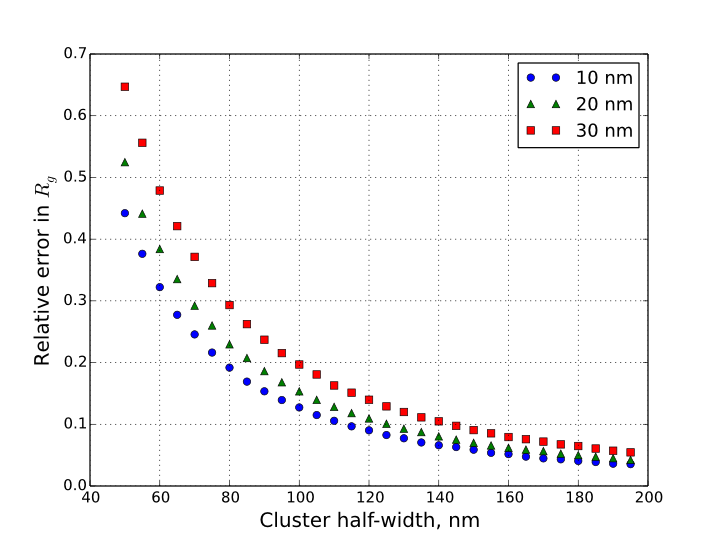 0.7
0.6
0.5
0.4
0.3
0.2
0.1
0.0
Relative error in R_g
10 nm
20 nm
30 nm
40 60 80 100 120 140 160 180 200
Cluster half-width, nm